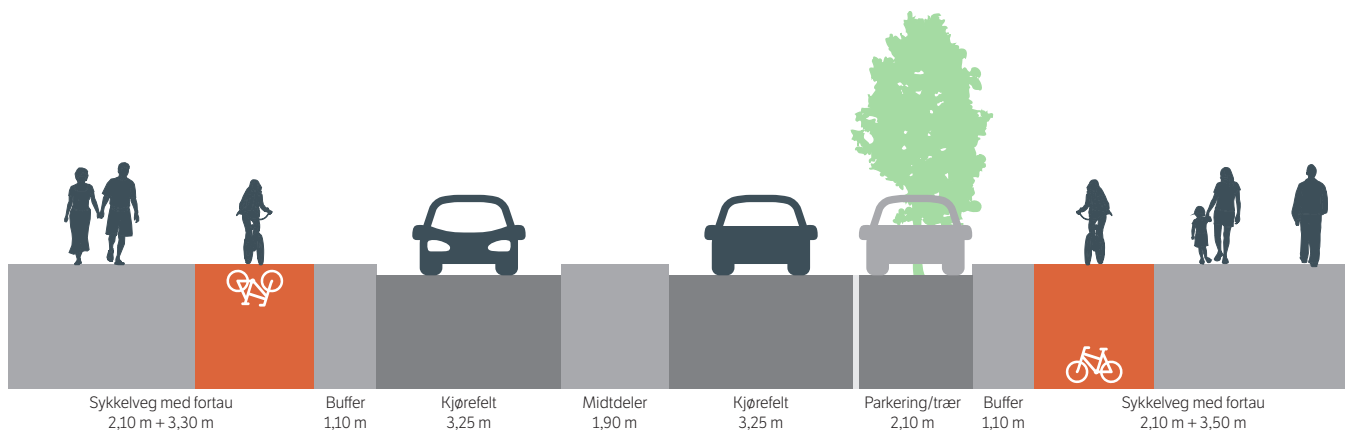 Sykkelveg med fortau
2,10 m + 3,30 m
Buffer
1,10 m
Kjørefelt
3,25 m
Midtdeler
1,90 m
Kjørefelt
3,25 m
Parkering/trær
2,10 m
Buffer
1,10 m
Sykkelveg med fortau
2,10 m + 3,50 m